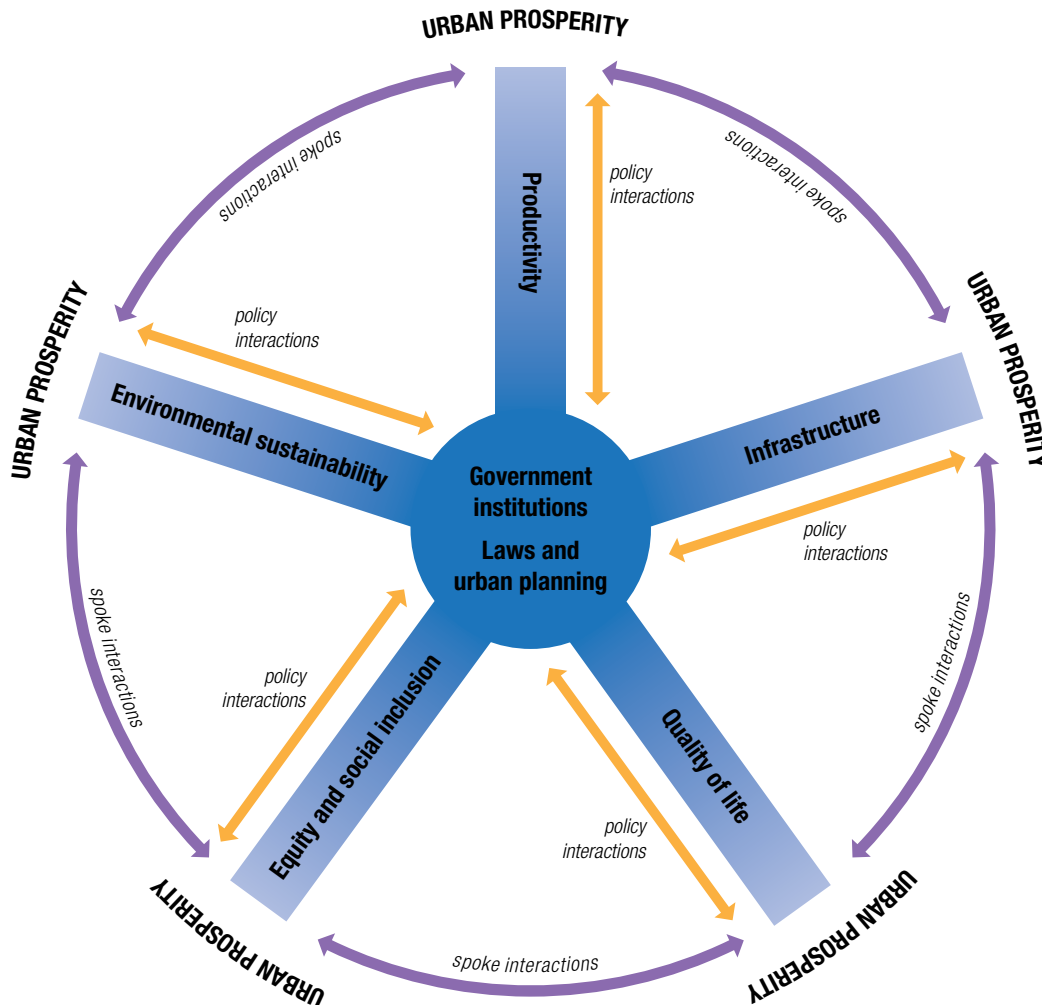 URBAN PROSPERITY
spoke interactions
spoke interactions
policy
interactions
Productivity
URBAN PROSPERITY
URBAN PROSPERITY
policy
interactions
Environmental sustainability
Infrastructure
Government
institutions
Laws and
urban planning
policy
interactions
spoke interactions
spoke interactions
policy
interactions
Equity and social inclusion
Quality of life
policy
interactions
URBAN PROSPERITY
URBAN PROSPERITY
spoke interactions